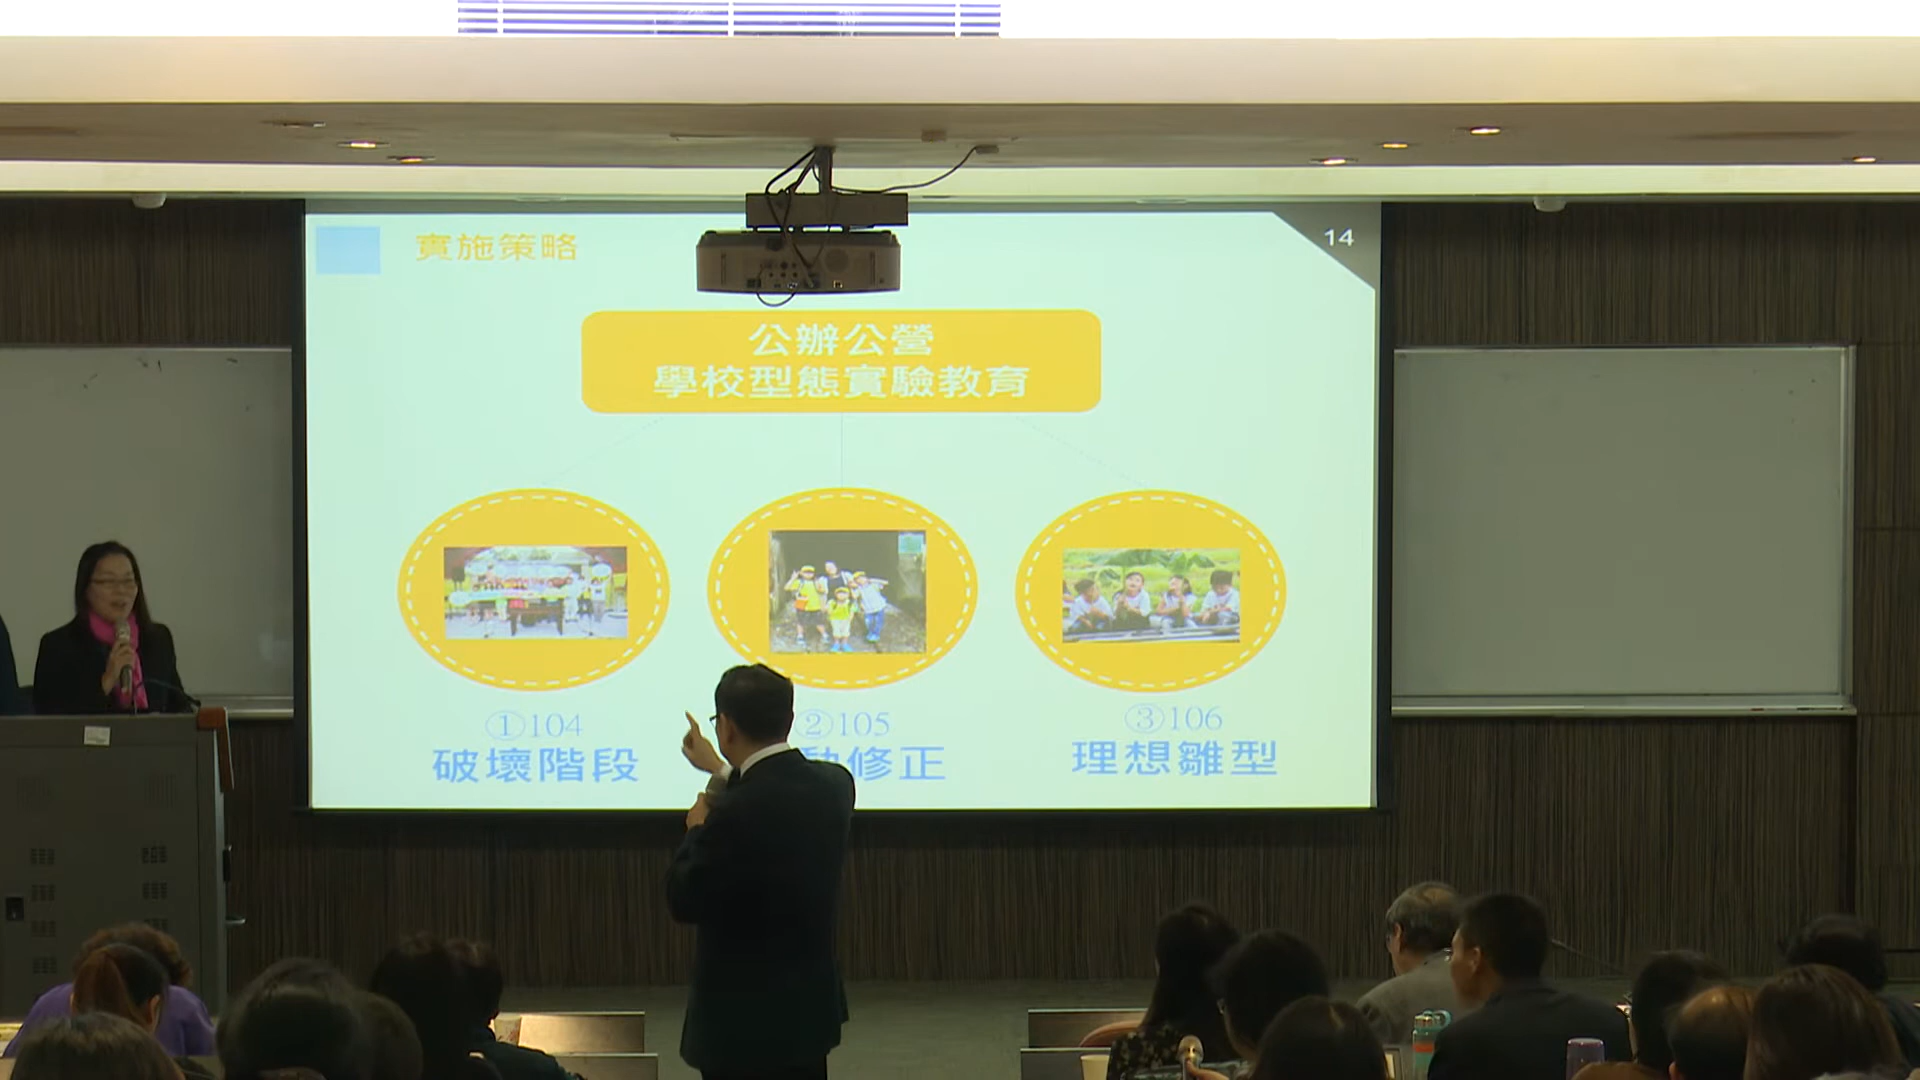 實施策略
14
公辦公營
學校型態實驗教育
①104
②105
③106
破壞階段
修正
理想雛型